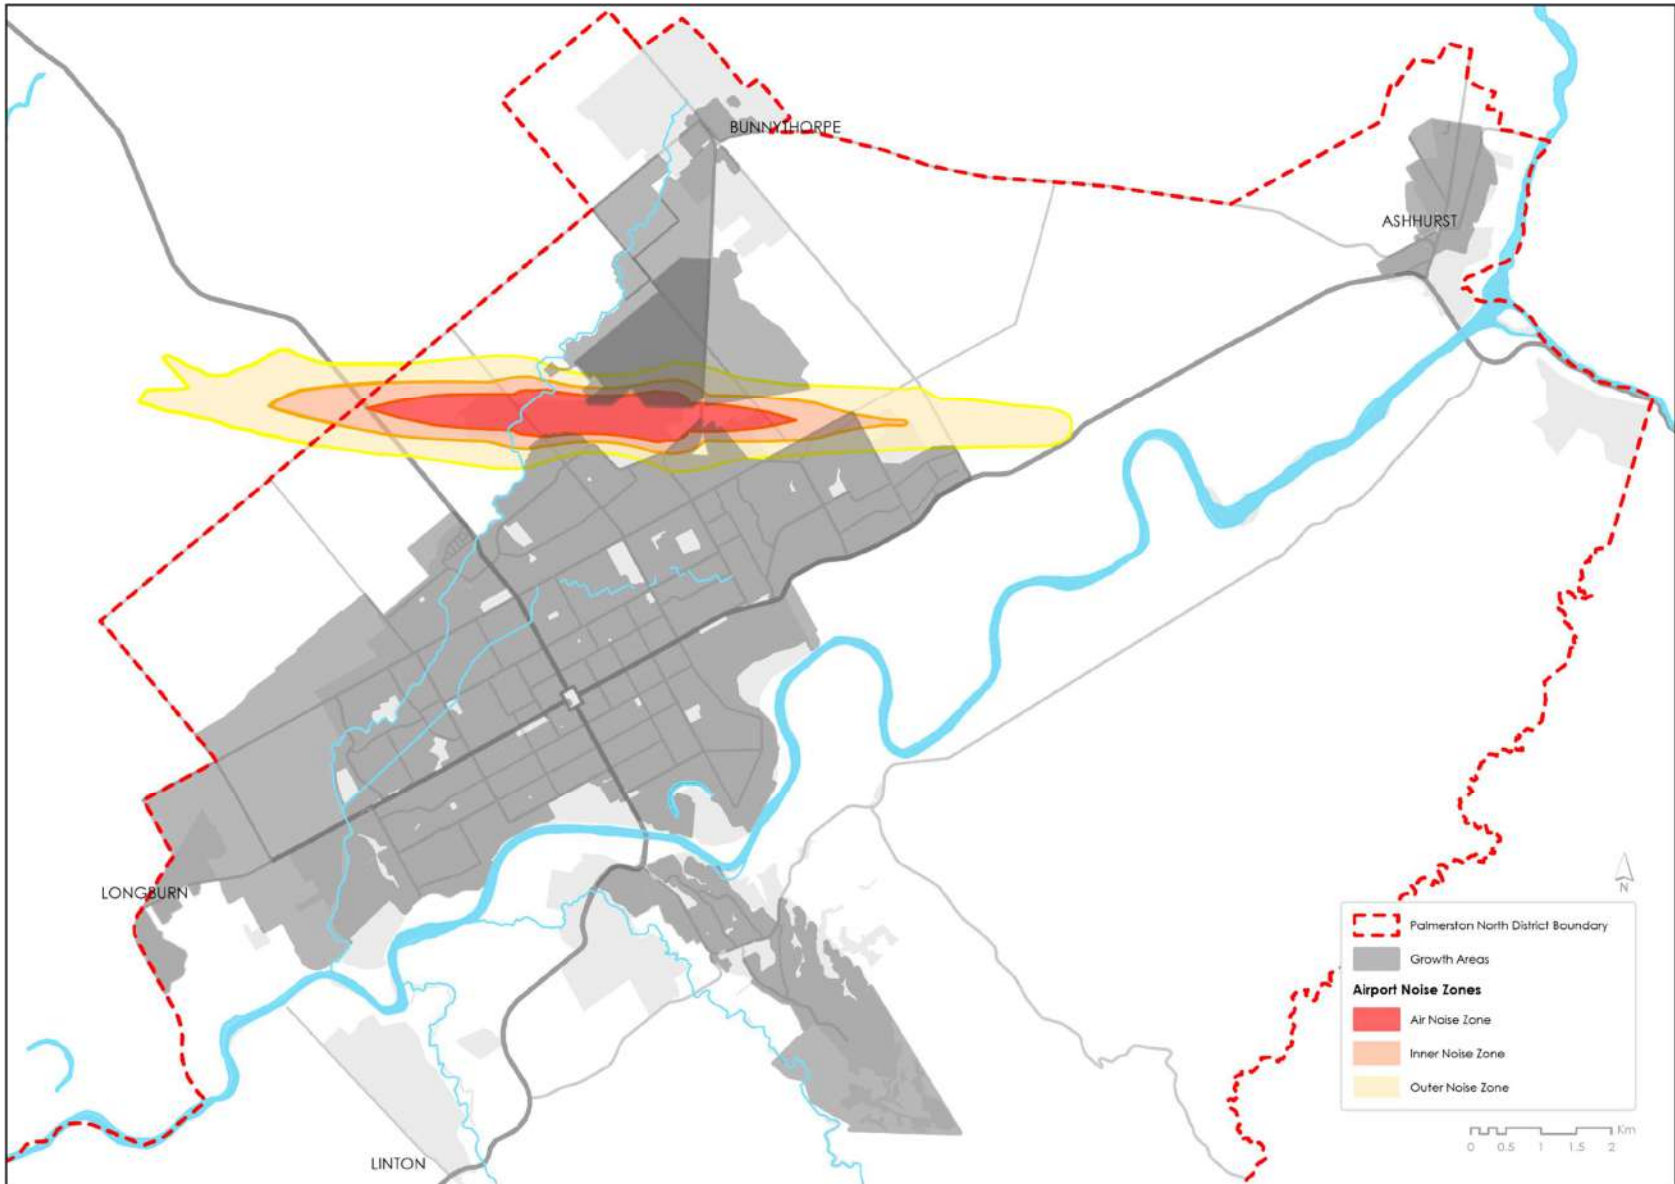 BUNNYTHORPE
ASHHURST
LONGBURN
LINTON
N
Palmerston North District Boundary
Growth Areas
Airport Noise Zones
Air Noise Zone
Inner Noise Zone
Outer Noise Zone
Km
0 0.5 1 1.5 2